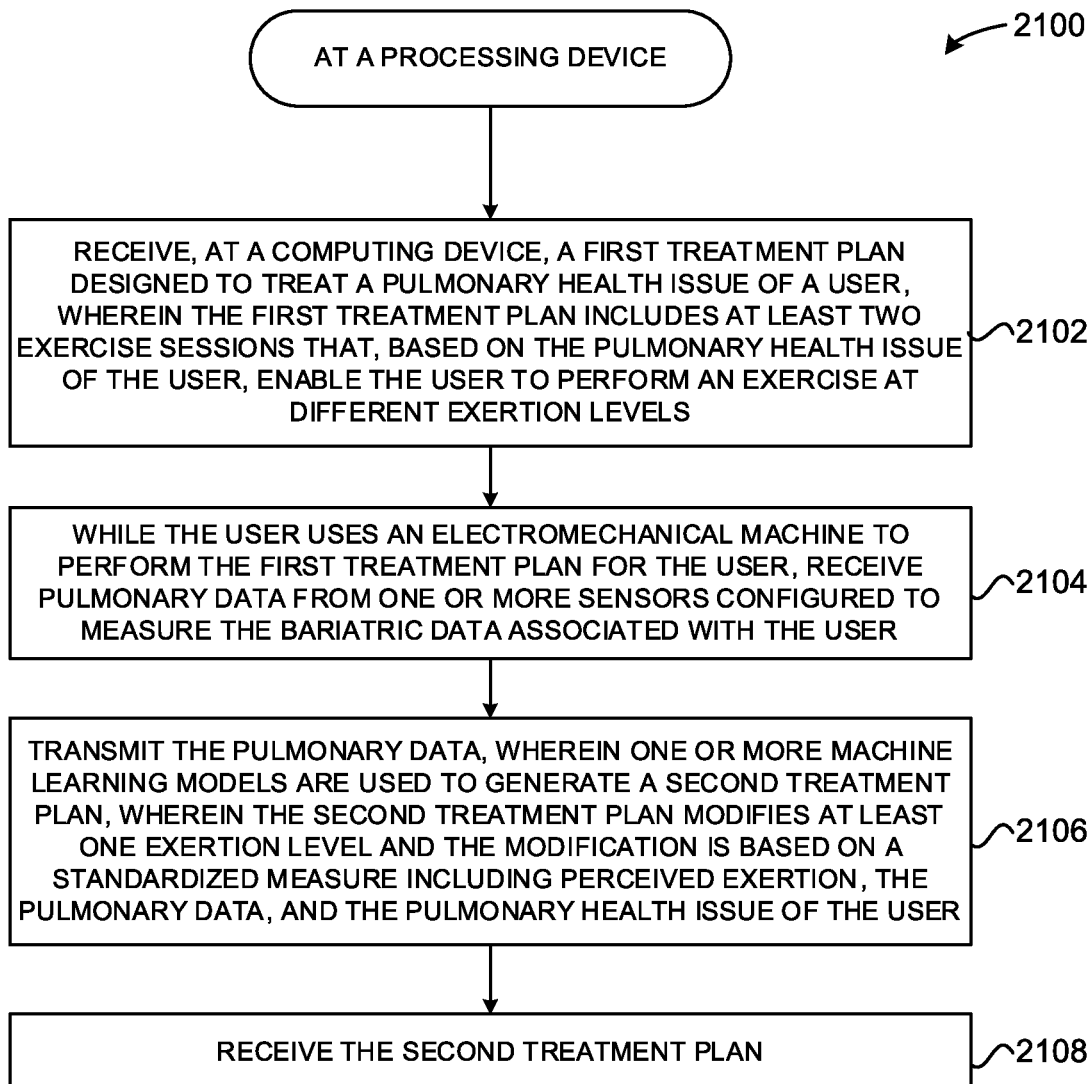 2100
AT A PROCESSING DEVICE
RECEIVE, AT A COMPUTING DEVICE, A FIRST TREATMENT PLAN
DESIGNED TO TREAT A PULMONARY HEALTH ISSUE OF A USER,
WHEREIN THE FIRST TREATMENT PLAN INCLUDES AT LEAST TWO
EXERCISE SESSIONS THAT, BASED ON THE PULMONARY HEALTH ISSUE
OF THE USER, ENABLE THE USER TO PERFORM AN EXERCISE AT
DIFFERENT EXERTION LEVELS
2102
WHILE THE USER USES AN ELECTROMECHANICAL MACHINE TO
PERFORM THE FIRST TREATMENT PLAN FOR THE USER, RECEIVE
PULMONARY DATA FROM ONE OR MORE SENSORS CONFIGURED TO
MEASURE THE BARIATRIC DATA ASSOCIATED WITH THE USER
2104
TRANSMIT THE PULMONARY DATA, WHEREIN ONE OR MORE MACHINE
LEARNING MODELS ARE USED TO GENERATE A SECOND TREATMENT
PLAN, WHEREIN THE SECOND TREATMENT PLAN MODIFIES AT LEAST
ONE EXERTION LEVEL AND THE MODIFICATION IS BASED ON A
STANDARDIZED MEASURE INCLUDING PERCEIVED EXERTION, THE
PULMONARY DATA, AND THE PULMONARY HEALTH ISSUE OF THE USER
2106
RECEIVE THE SECOND TREATMENT PLAN
2108